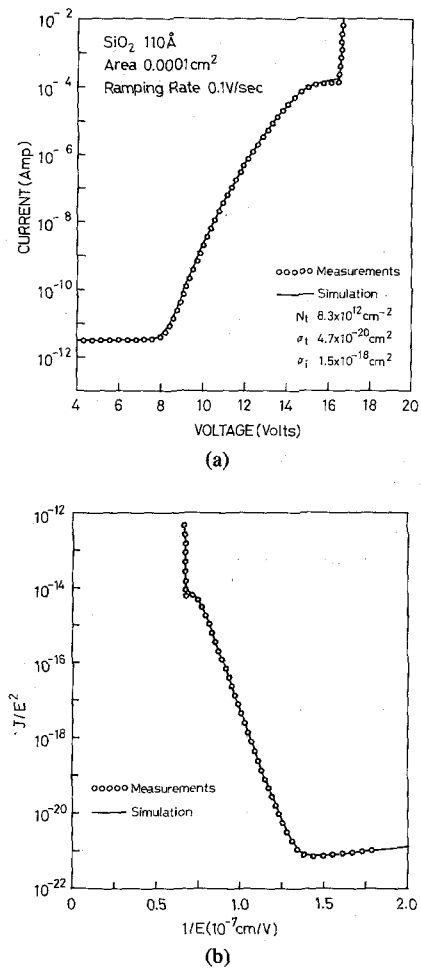 10⁻²
SiO₂ 110Å
Area 0.0001cm²
Ramping Rate 0.1V/sec
10⁻⁴
10⁻⁶
10⁻⁸
10⁻¹⁰
10⁻¹²
CURRENT(Amp)
ooooo Measurements
—— Simulation
Nₜ 8.3x10¹²cm⁻²
σₜ 4.7x10⁻²⁰cm²
σᵢ 1.5x10⁻¹⁸cm²
4 6 8 10 12 14 16 18 20
VOLTAGE(Volts)
(a)
10⁻¹²
10⁻¹⁴
10⁻¹⁶
10⁻¹⁸
10⁻²⁰
10⁻²²
J/E²
ooooo Measurements
—— Simulation
0 0.5 1.0 1.5 2.0
1/E(10⁻⁷cm/V)
(b)